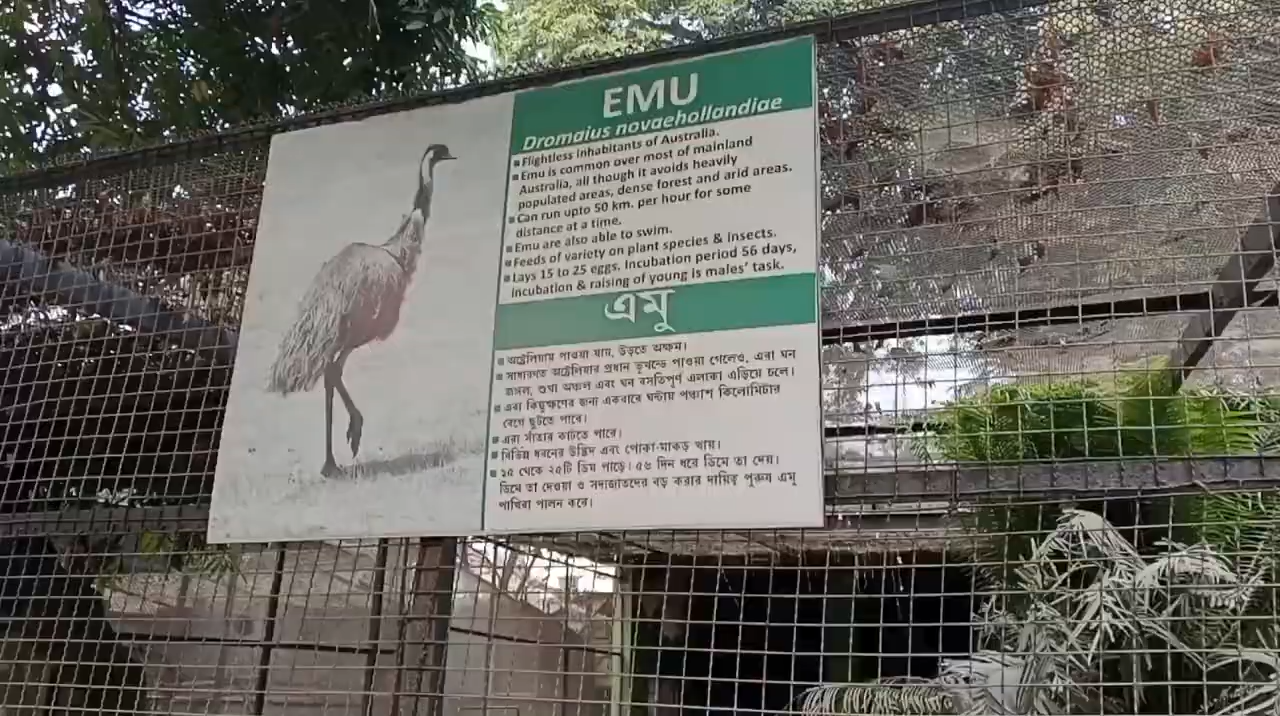 EMU
Dromaius novaehollandiae
▪ Flightless inhabitants of Australia.
▪ Emu is common over most of mainland
Australia, all though it avoids heavily
populated areas, dense forest and arid areas.
▪ Can run upto 50 km. per hour for some
distance at a time.
▪ Emu are also able to swim.
▪ Feeds of variety on plant species & insects.
▪ Lays 15 to 25 eggs, incubation period 56 days,
incubation & raising of young is males' task.
এমু
▪ অস্ট্রেলিয়ায় পাওয়া যায়, উড়তে অক্ষম।
▪ সাধারণত অস্ট্রেলিয়ার প্রধান ভূখন্ডে পাওয়া গেলেও, এরা ঘন
জঙ্গল, শুখা অঞ্চল এবং ঘন বসতিপূর্ণ এলাকা এড়িয়ে চলে।
▪ এরা কিছুক্ষণের জন্য একবারে ঘন্টায় পঞ্চাশ কিলোমিটার
বেগে ছুটতে পারে।
▪ এরা সাঁতার কাটতে পারে।
▪ বিভিন্ন ধরনের উদ্ভিদ এবং পোকা-মাকড় খায়।
▪ ১৫ থেকে ২৫টি ডিম পাড়ে। ৫৬ দিন ধরে ডিমে তা দেয়।
ডিমে তা দেওয়া ও সদ্যজাতদের বড় করার দায়িত্ব পুরুষ এমু
পাখিরা পালন করে।